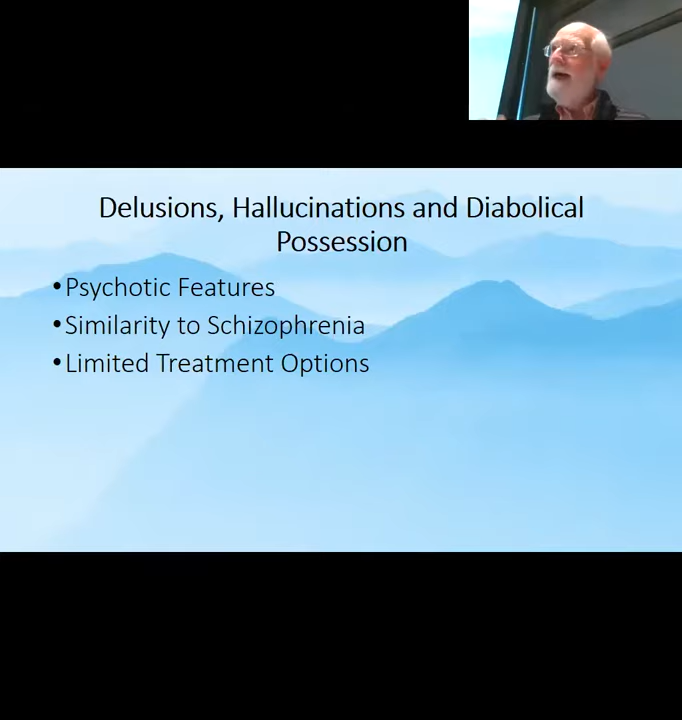 Delusions, Hallucinations and Diabolical
Possession
•Psychotic Features
•Similarity to Schizophrenia
•Limited Treatment Options